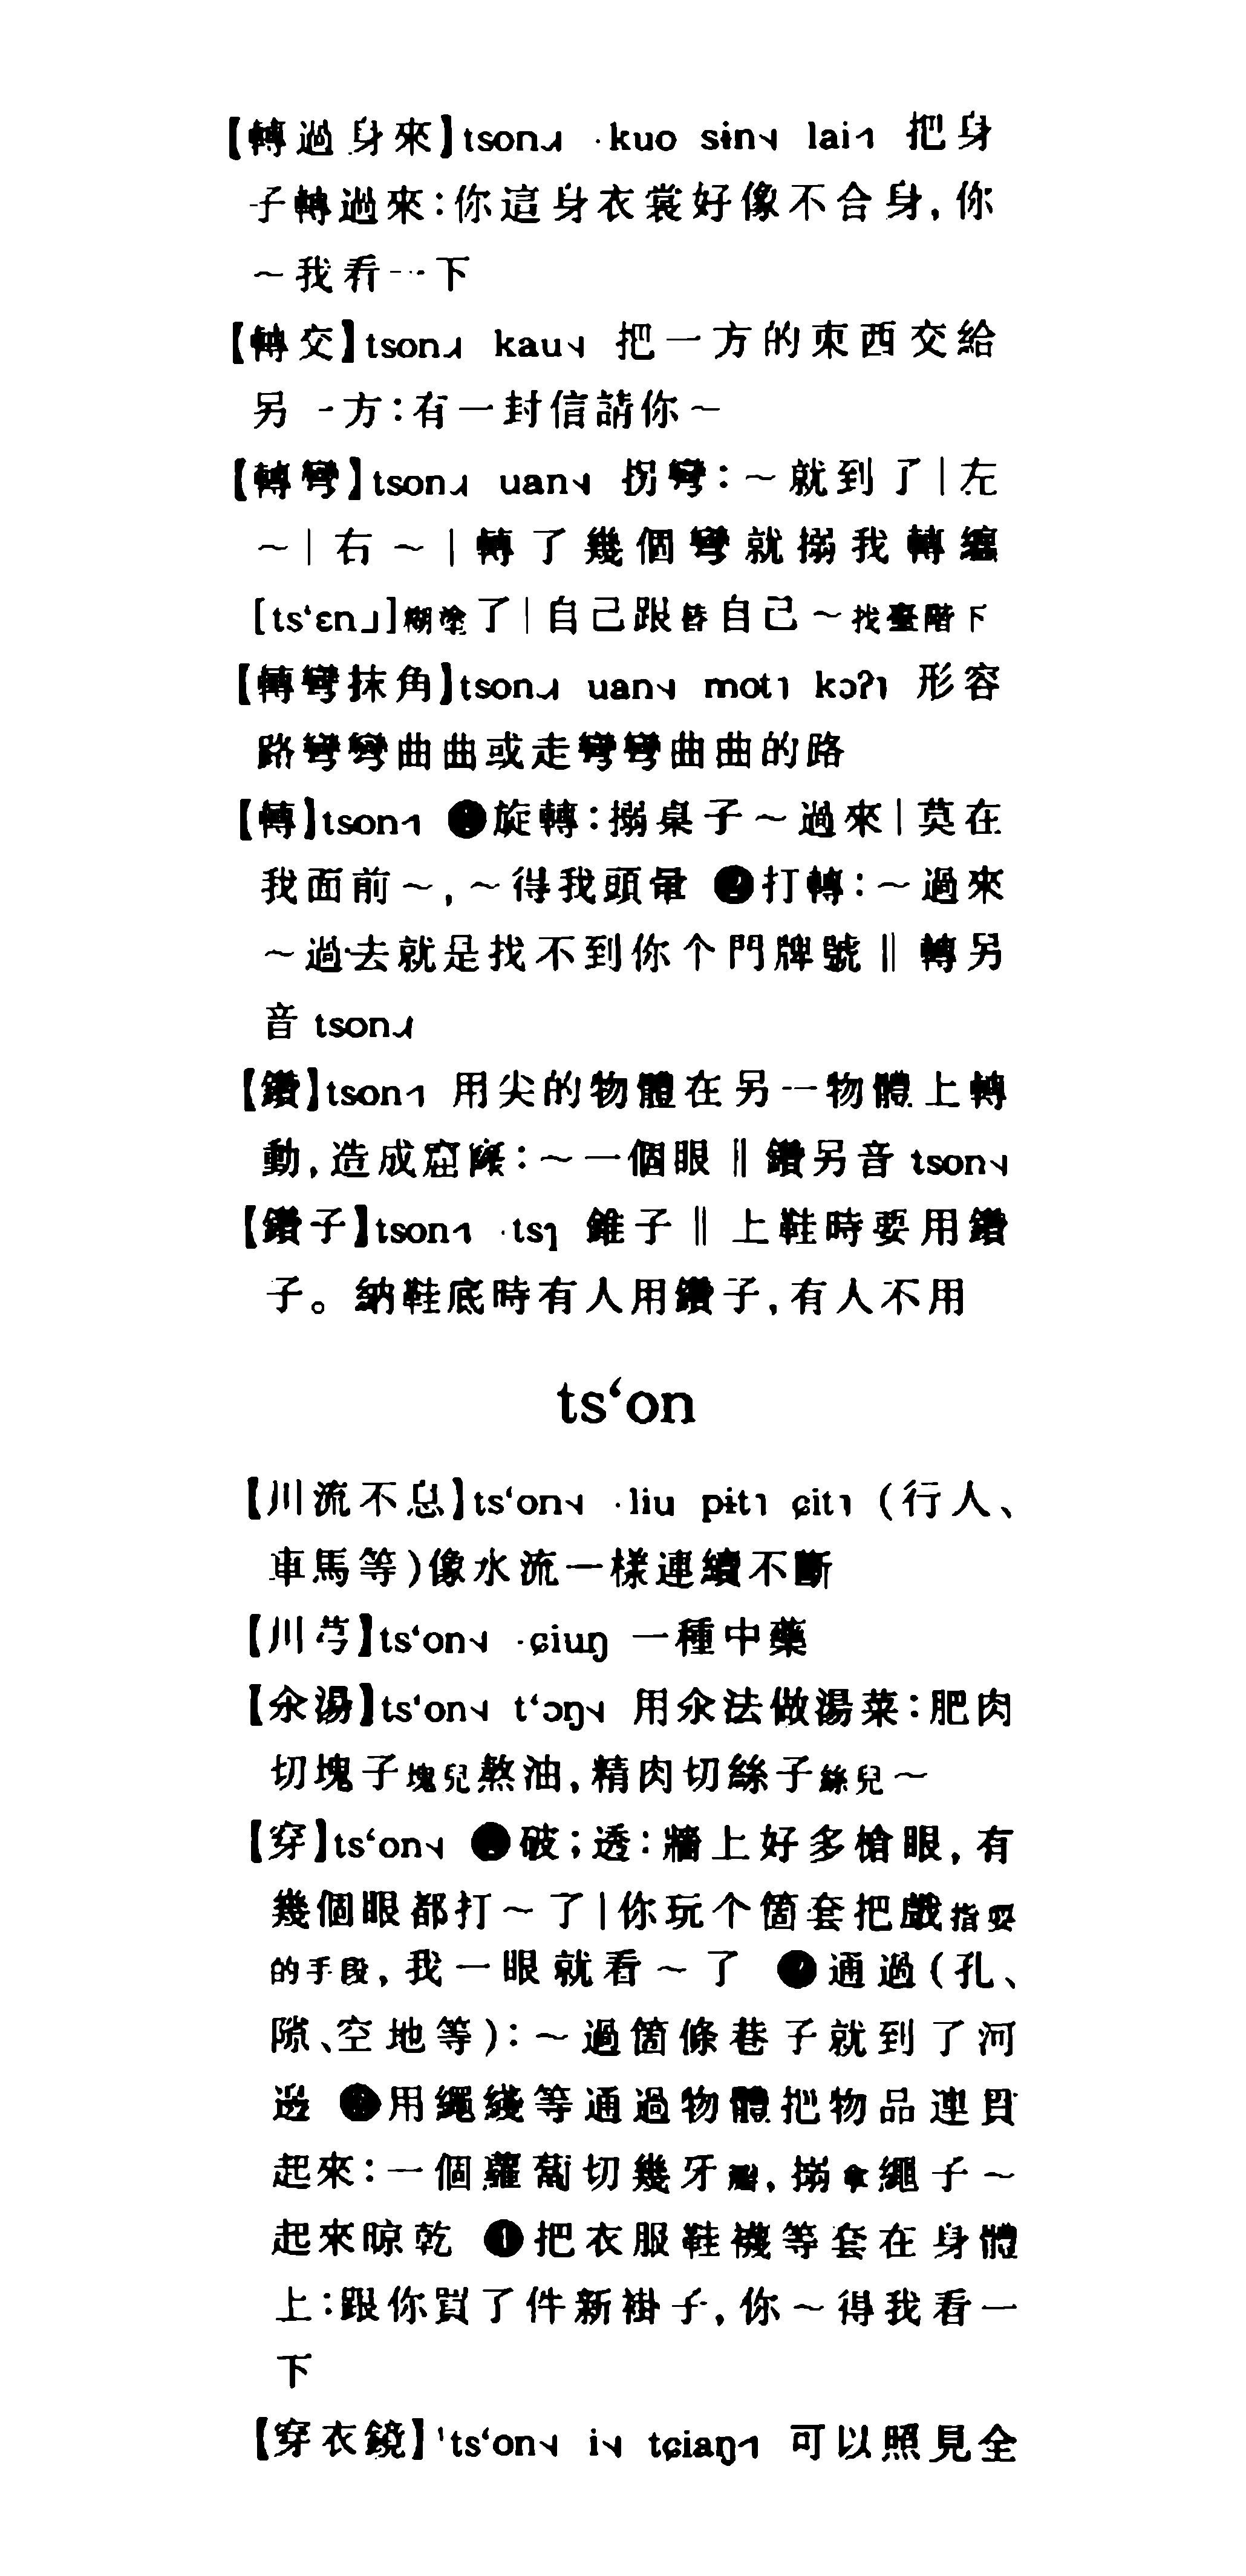 【轉過身來】tson˨˩˧ ·kuo sɨn˦˨ lai˨˦ 把身
子轉過來：你這身衣裳好像不合身，你
～我看一下
【轉交】tson˨˩˧ kau˦˨ 把一方的東西交給
另一方：有一封信請你～
【轉彎】tson˨˩˧ uan˦˨ 拐彎：～就到了｜左
～｜右～｜轉了幾個彎就搦我轉纏
[ts‘ɛn˩]糊塗了｜自己跟替自己～找臺階下
【轉彎抹角】tson˨˩˧ uan˦˨ mot˥ kɔʔ˥ 形容
路彎彎曲曲或走彎彎曲曲的路
【轉】tson˨˦ ❶旋轉：搦桌子～過來｜莫在
我面前～，～得我頭暈 ❷打轉：～過來
～過去就是找不到你个門牌號‖轉另
音 tson˨˩˧
【鑽】tson˨˦ 用尖的物體在另一物體上轉
動，造成窟窿：～一個眼‖鑽另音 tson˦˨
【鑽子】tson˨˦ ·tsɿ 錐子‖上鞋時要用鑽
子。納鞋底時有人用鑽子，有人不用
ts‘on
【川流不息】ts‘on˦˨ ·liu pɨt˥ ɕit˥ （行人、
車馬等）像水流一樣連續不斷
【川芎】ts‘on˦˨ ·ɕiuŋ 一種中藥
【汆湯】ts‘on˦˨ t‘ɔŋ˦˨ 用汆法做湯菜：肥肉
切塊子塊兒熬油，精肉切絲子絲兒～
【穿】ts‘on˦˨ ❶破；透：牆上好多槍眼，有
幾個眼都打～了｜你玩个箇套把戲指耍
的手段，我一眼就看～了 ❷通過（孔、
隙、空地等）：～過箇條巷子就到了河
邊 ❸用繩綫等通過物體把物品連貫
起來：一個蘿蔔切幾牙瓣，搦拿繩子～
起來晾乾 ❹把衣服鞋襪等套在身體
上：跟你買了件新褂子，你～得我看一
下
【穿衣鏡】ts‘on˦˨ i˦˨ tɕiaŋ˨˦ 可以照見全